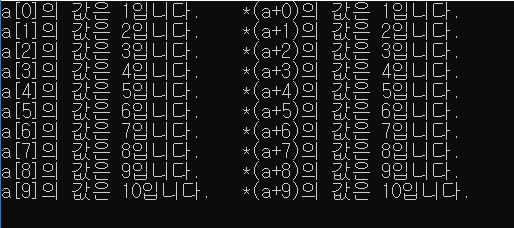 a[0]의 값은 1입니다.   *(a+0)의 값은 1입니다.
a[1]의 값은 2입니다.   *(a+1)의 값은 2입니다.
a[2]의 값은 3입니다.   *(a+2)의 값은 3입니다.
a[3]의 값은 4입니다.   *(a+3)의 값은 4입니다.
a[4]의 값은 5입니다.   *(a+4)의 값은 5입니다.
a[5]의 값은 6입니다.   *(a+5)의 값은 6입니다.
a[6]의 값은 7입니다.   *(a+6)의 값은 7입니다.
a[7]의 값은 8입니다.   *(a+7)의 값은 8입니다.
a[8]의 값은 9입니다.   *(a+8)의 값은 9입니다.
a[9]의 값은 10입니다.  *(a+9)의 값은 10입니다.